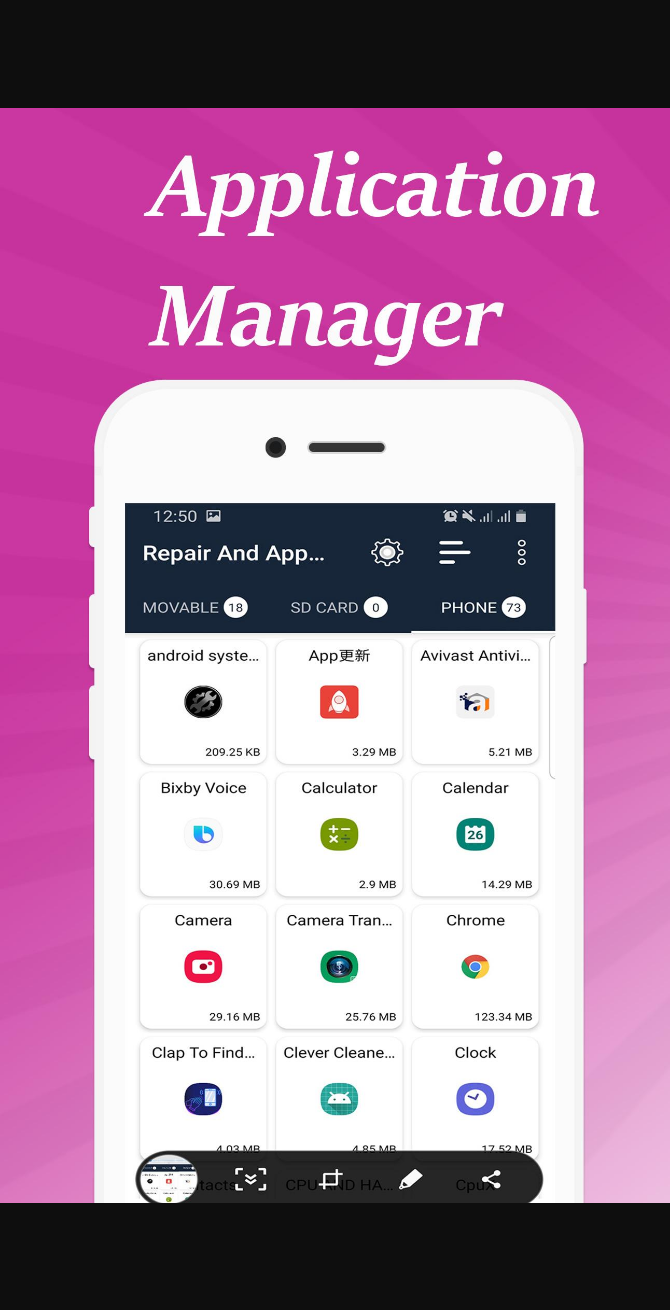 Application
Manager
12:50
Repair And App...
MOVABLE 18 SD CARD 0 PHONE 73
android syste... App更新 Avivast Antivi...
209.25 KB 3.29 MB 5.21 MB
Bixby Voice Calculator Calendar
26
30.69 MB 2.9 MB 14.29 MB
Camera Camera Tran... Chrome
29.16 MB 25.76 MB 123.34 MB
Clap To Find... Clever Cleane... Clock
4.03 MB 4.85 MB 17.52 MB
tacts CPU AND HA... CpuX